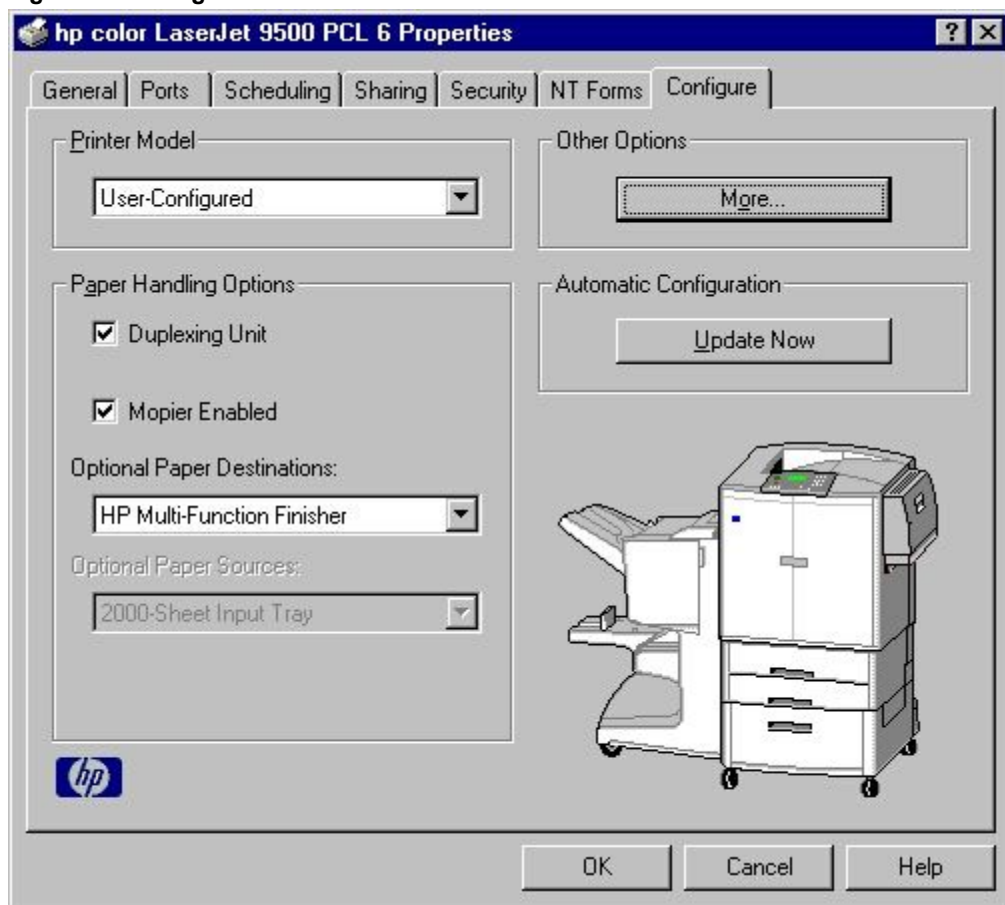 hp color LaserJet 9500 PCL 6 Properties
General Ports Scheduling Sharing Security NT Forms Configure
Printer Model
User-Configured
Other Options
More...
Paper Handling Options
Duplexing Unit
Mopier Enabled
Optional Paper Destinations:
HP Multi-Function Finisher
Optional Paper Sources:
2000-Sheet Input Tray
Automatic Configuration
Update Now
hp
OK Cancel Help